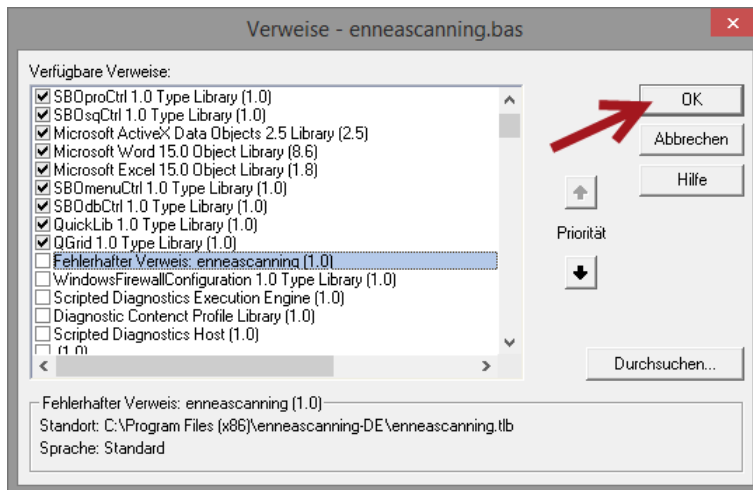 Verweise - enneascanning.bas
Verfügbare Verweise:
SBOproCtrl 1.0 Type Library (1.0)
SBOsqCtrl 1.0 Type Library (1.0)
Microsoft ActiveX Data Objects 2.5 Library (2.5)
Microsoft Word 15.0 Object Library (8.6)
Microsoft Excel 15.0 Object Library (1.8)
SBOmenuCtrl 1.0 Type Library (1.0)
SBOdbCtrl 1.0 Type Library (1.0)
QuickLib 1.0 Type Library (1.0)
QGrid 1.0 Type Library (1.0)
Fehlerhafter Verweis: enneascanning (1.0)
WindowsFirewallConfiguration 1.0 Type Library (1.0)
Scripted Diagnostics Execution Engine (1.0)
Diagnostic Contenct Profile Library (1.0)
Scripted Diagnostics Host (1.0)
(1.0)
OK
Abbrechen
Hilfe
Priorität
Durchsuchen...
Fehlerhafter Verweis: enneascanning (1.0)
Standort: C:\Program Files (x86)\enneascanning-DE\enneascanning.tlb
Sprache: Standard